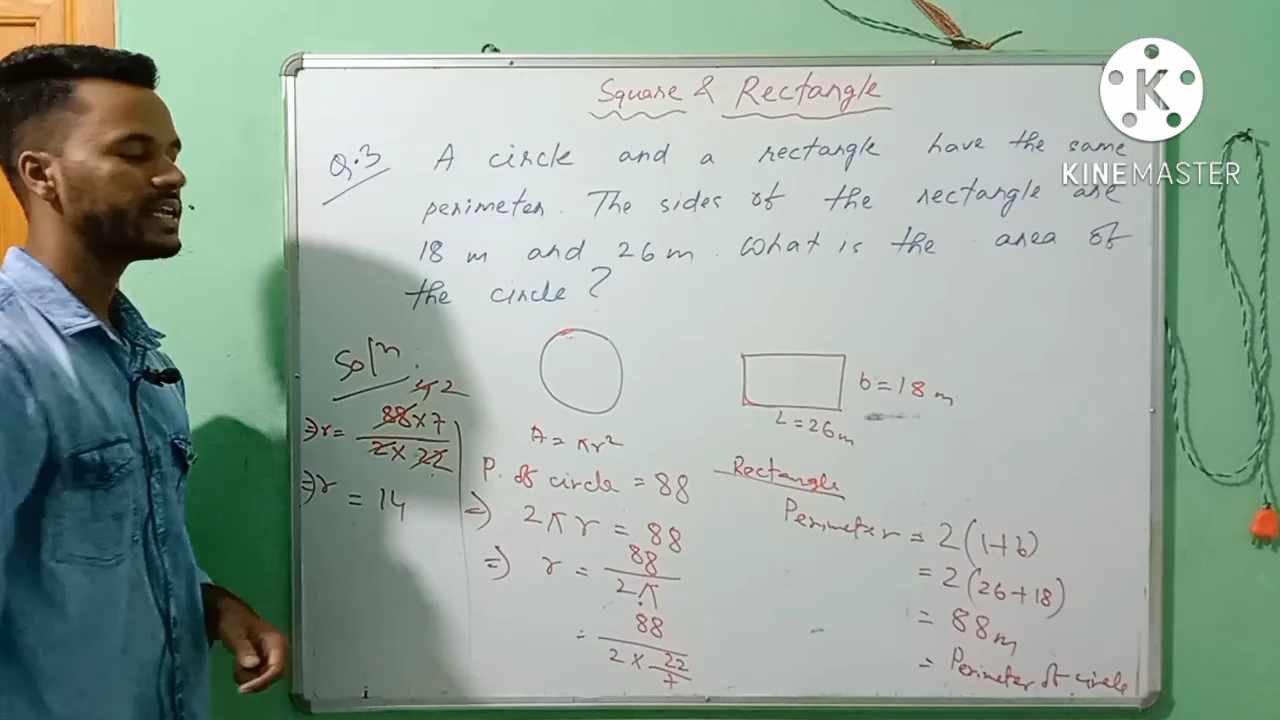 Square & Rectangle
Q.3 A circle and a rectangle have the same
perimeter. The sides of the rectangle are
18 m and 26 m. What is the area of
the circle?
Solⁿ.
42
⇒r = 88 × 7 / 2 × 22
⇒r = 14
A = πr²
P. of circle = 88
⇒ 2πr = 88
⇒ r = 88 / 2π
= 88 / 2 × 22/7
b = 18 m
L = 26 m
Rectangle
Perimeter = 2(l+b)
= 2(26+18)
= 88 m
= Perimeter of circle
K
KINEMASTER